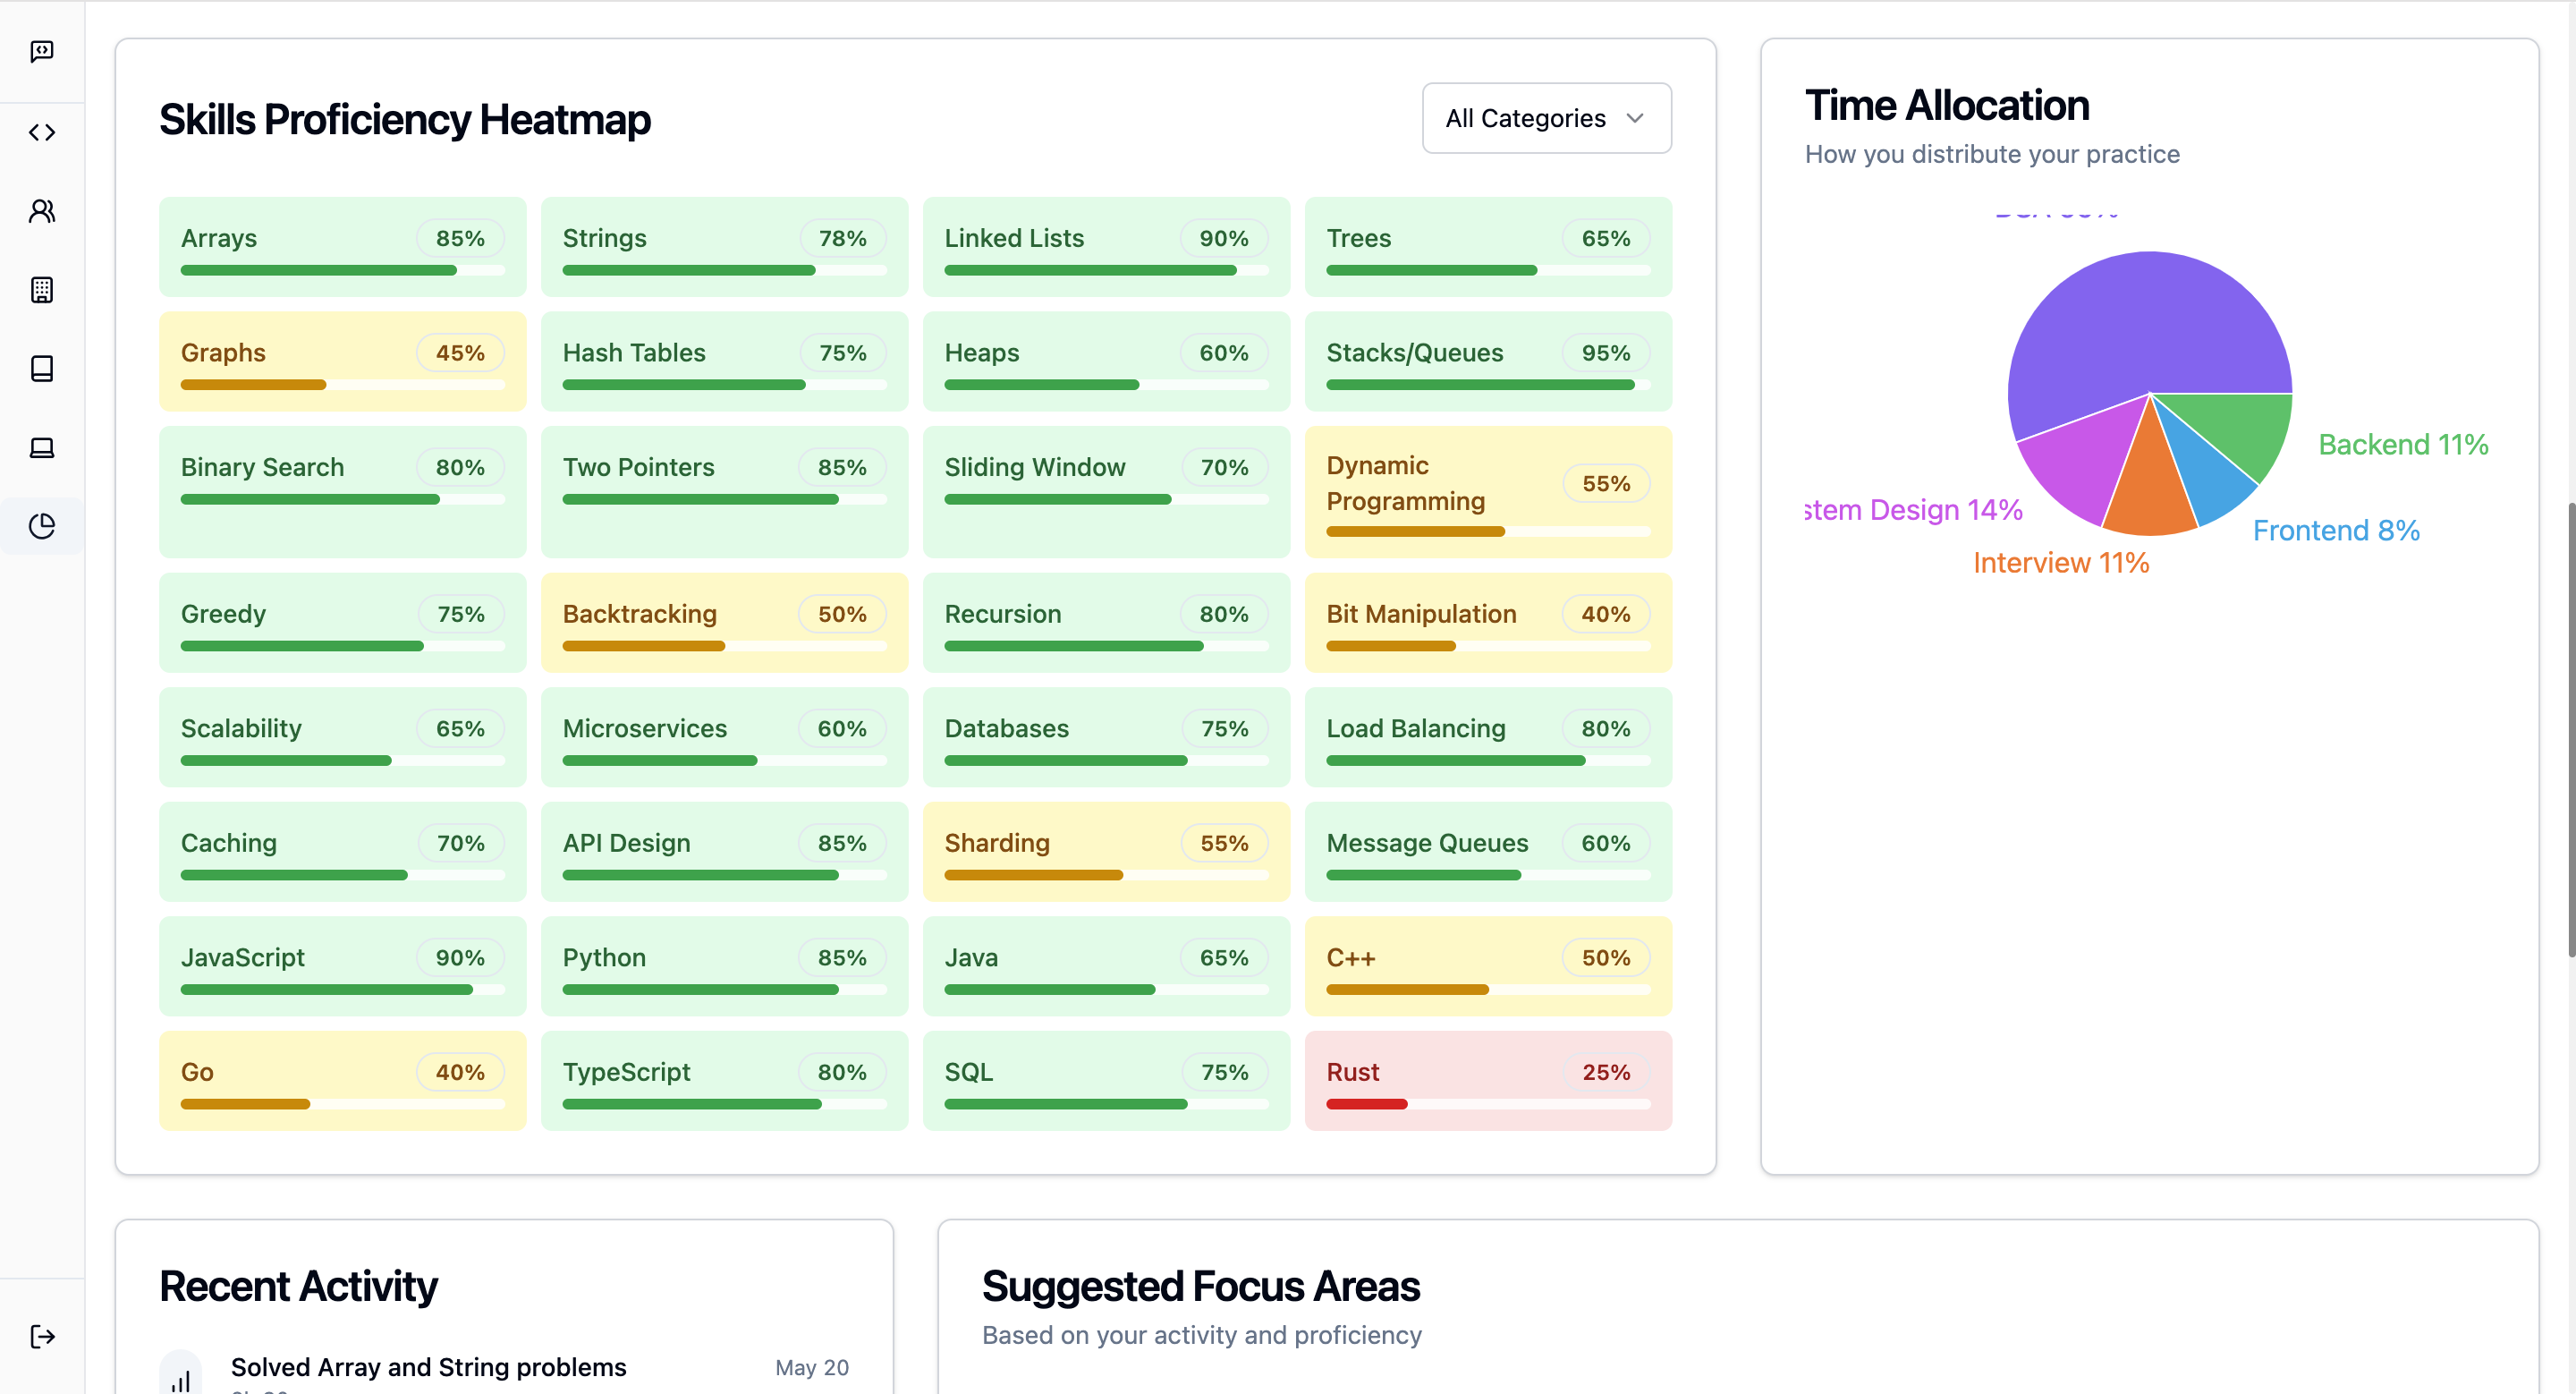 Skills Proficiency Heatmap
All Categories
Arrays 85%
Strings 78%
Linked Lists 90%
Trees 65%
Graphs 45%
Hash Tables 75%
Heaps 60%
Stacks/Queues 95%
Binary Search 80%
Two Pointers 85%
Sliding Window 70%
Dynamic
Programming
55%
Greedy 75%
Backtracking 50%
Recursion 80%
Bit Manipulation 40%
Scalability 65%
Microservices 60%
Databases 75%
Load Balancing 80%
Caching 70%
API Design 85%
Sharding 55%
Message Queues 60%
JavaScript 90%
Python 85%
Java 65%
C++ 50%
Go 40%
TypeScript 80%
SQL 75%
Rust 25%
Time Allocation
How you distribute your practice
Backend 11%
stem Design 14%
Frontend 8%
Interview 11%
Recent Activity
Solved Array and String problems
May 20
Suggested Focus Areas
Based on your activity and proficiency